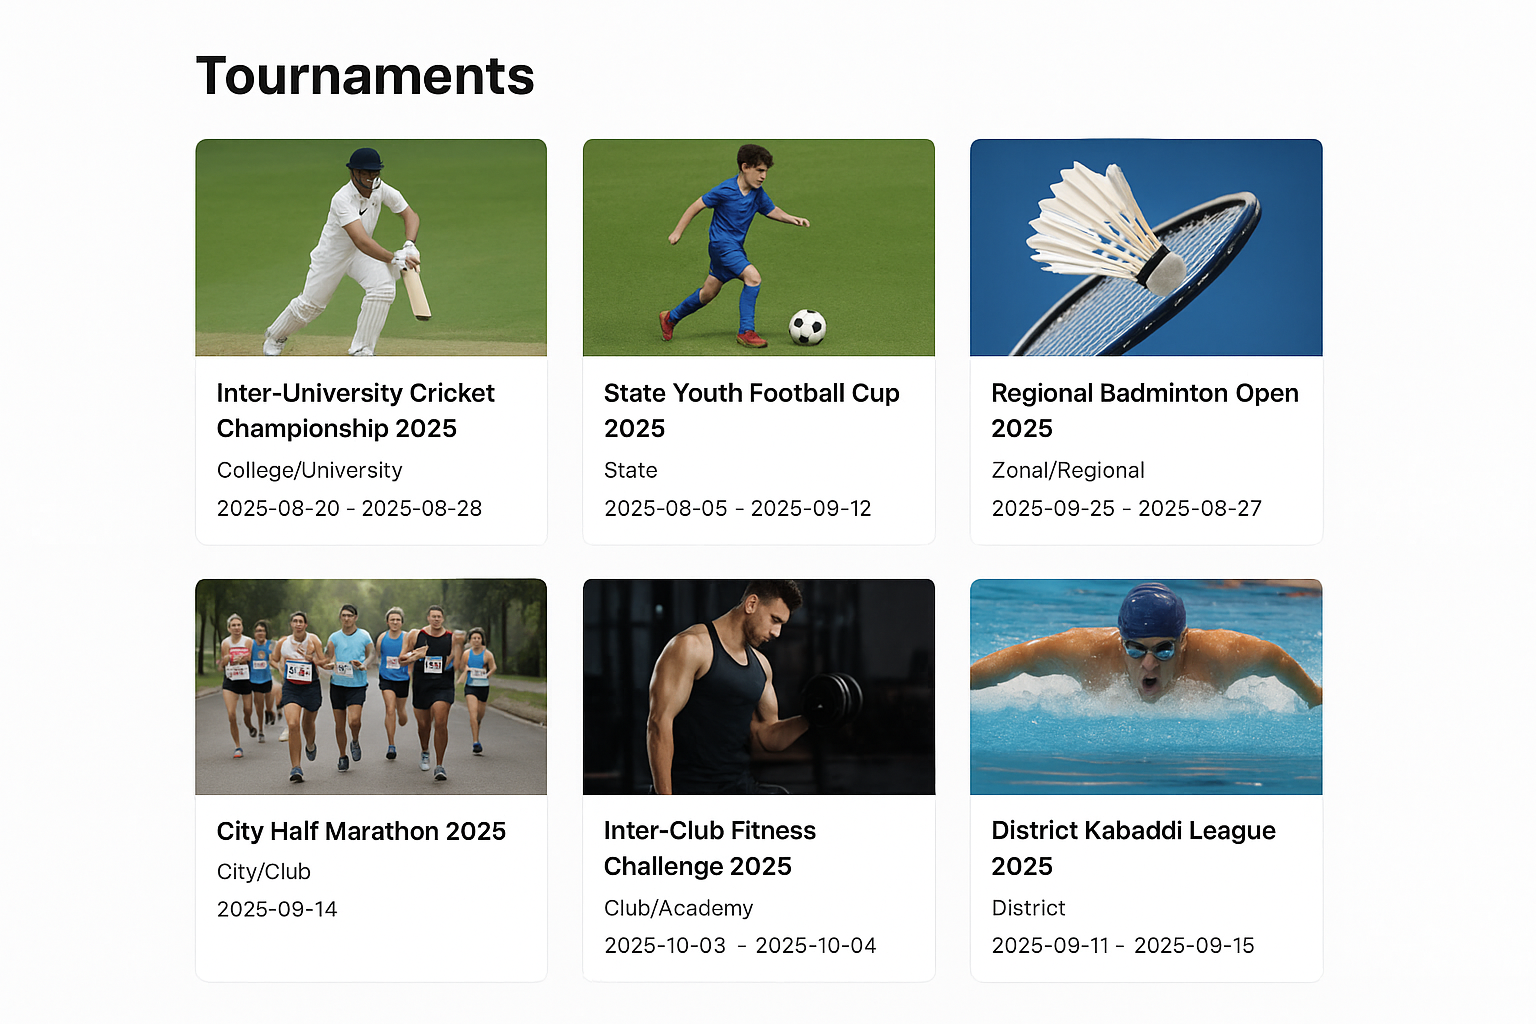 Tournaments
Inter-University Cricket
Championship 2025
College/University
2025-08-20 - 2025-08-28
State Youth Football Cup
2025
State
2025-08-05 - 2025-09-12
Regional Badminton Open
2025
Zonal/Regional
2025-09-25 - 2025-08-27
City Half Marathon 2025
City/Club
2025-09-14
Inter-Club Fitness
Challenge 2025
Club/Academy
2025-10-03 - 2025-10-04
District Kabaddi League
2025
District
2025-09-11 - 2025-09-15